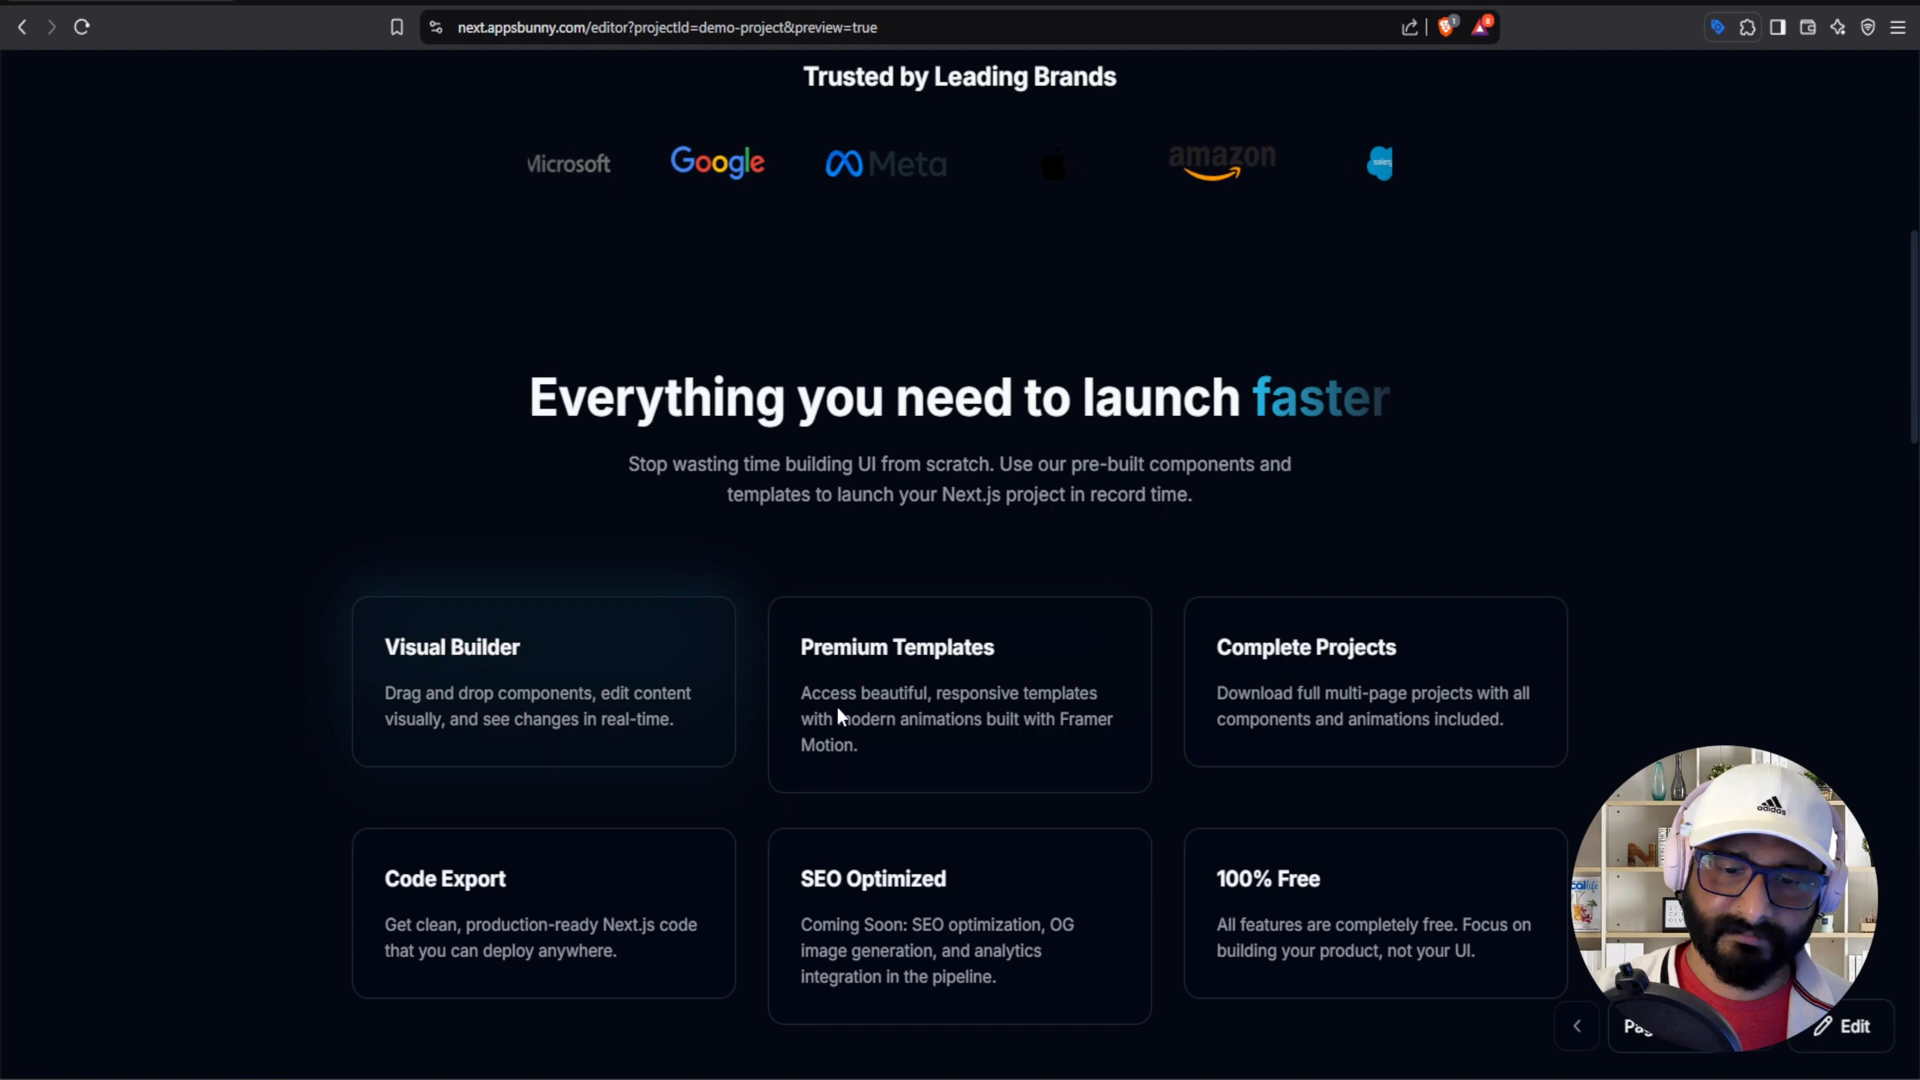 next.appsbunny.com/editor?projectId=demo-project&preview=true
Trusted by Leading Brands
Microsoft Google Meta amazon sales
Everything you need to launch faster
Stop wasting time building UI from scratch. Use our pre-built components and
templates to launch your Next.js project in record time.
Visual Builder
Drag and drop components, edit content
visually, and see changes in real-time.
Premium Templates
Access beautiful, responsive templates
with modern animations built with Framer
Motion.
Complete Projects
Download full multi-page projects with all
components and animations included.
Code Export
Get clean, production-ready Next.js code
that you can deploy anywhere.
SEO Optimized
Coming Soon: SEO optimization, OG
image generation, and analytics
integration in the pipeline.
100% Free
All features are completely free. Focus on
building your product, not your UI.
adidas
Edit